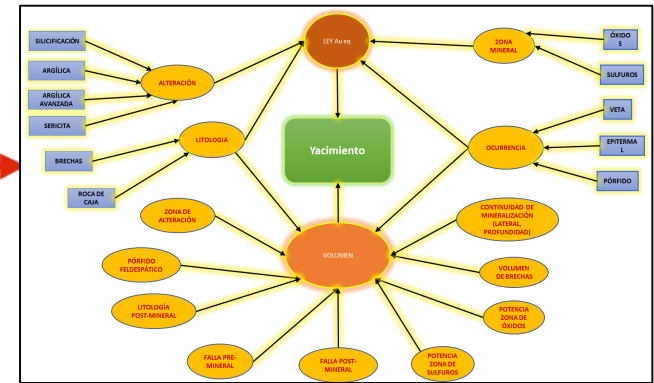 SILICIFICACIÓN
ARGÍLICA
ARGÍLICA
AVANZADA
SERICITA
ALTERACIÓN
BRECHAS
ROCA DE
CAJA
LITOLOGIA
LEY Au eq
Yacimiento
ZONA
MINERAL
ÓXIDO
S
SULFUROS
OCURRENCIA
VETA
EPITERMA
L
PÓRFIDO
ZONA DE
ALTERACIÓN
PÓRFIDO
FELDESPÁTICO
LITOLOGÍA
POST-MINERAL
FALLA PRE-
MINERAL
FALLA POST-
MINERAL
POTENCIA
ZONA DE
SULFUROS
POTENCIA
ZONA DE
ÓXIDOS
VOLUMEN
DE BRECHAS
CONTINUIDAD DE
MINERALIZACIÓN
(LATERAL,
PROFUNDIDAD)
VOLUMEN